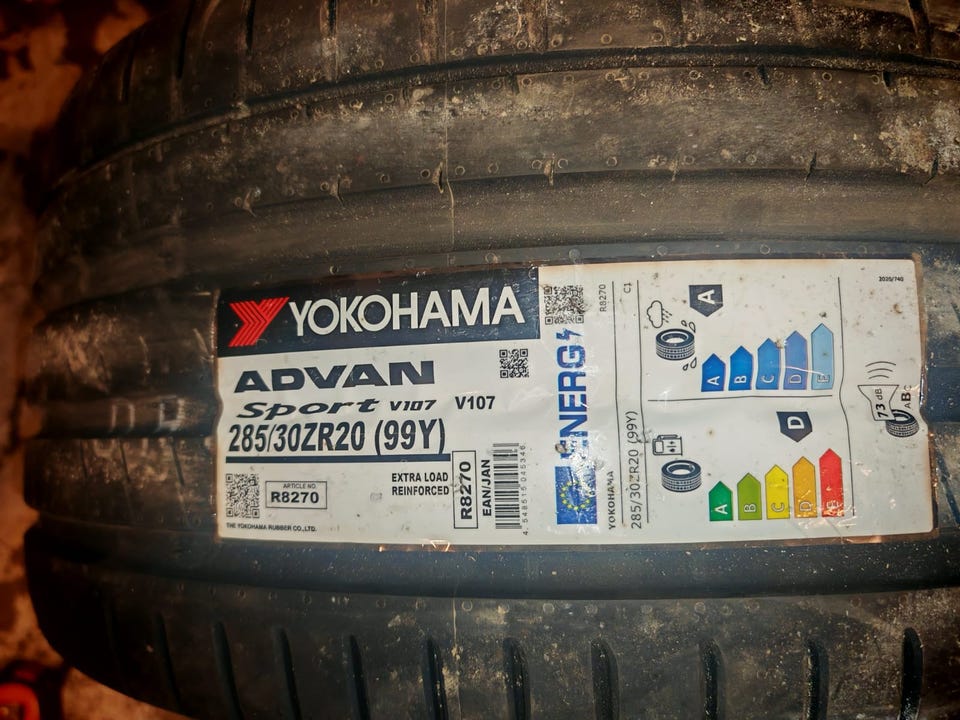 YOKOHAMA
ADVAN
Sport V107 V107
285/30ZR20 (99Y)
ARTICLE NO.
R8270
EXTRA LOAD
REINFORCED
THE YOKOHAMA RUBBER CO.,LTD.
R8270
EAN/JAN
ENERG
R8270
C1
YOKOHAMA
285/30ZR20 (99Y)
A
A
B
C
D
E
D
A
B
C
D
E
2020/740
73 dB
ABC